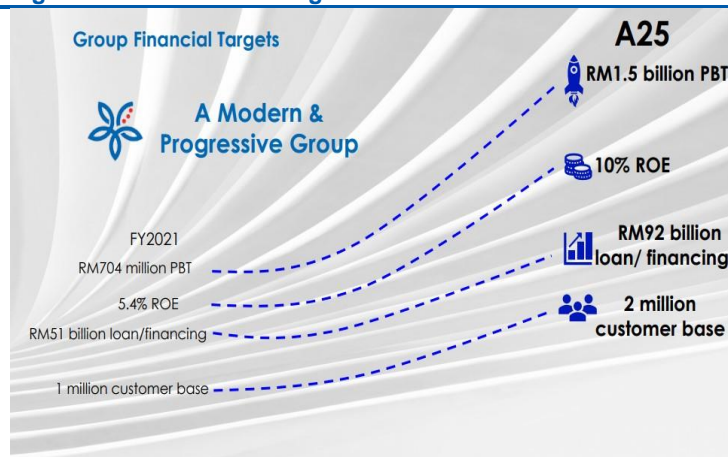 Group Financial Targets
A25
RM1.5 billion PBT
A Modern &
Progressive Group
10% ROE
FY2021
RM704 million PBT
RM92 billion
loan/ financing
5.4% ROE
RM51 billion loan/financing
2 million
customer base
1 million customer base